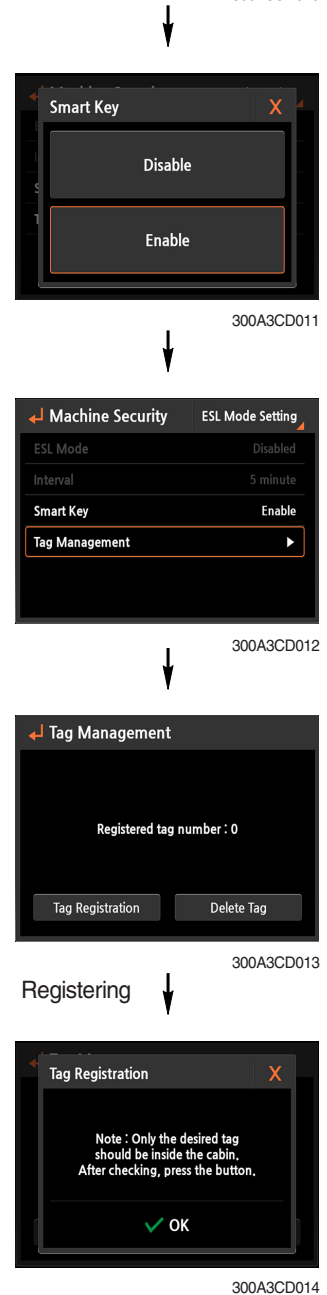 Smart Key X
Disable
Enable
300A3CD011
Machine Security ESL Mode Setting
ESL Mode Disabled
Interval 5 minute
Smart Key Enable
Tag Management
300A3CD012
Tag Management
Registered tag number : 0
Tag Registration Delete Tag
300A3CD013
Registering
Tag Registration X
Note : Only the desired tag
should be inside the cabin.
After checking, press the button.
OK
300A3CD014